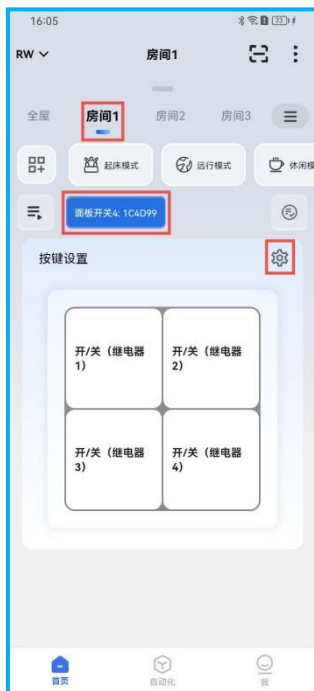 16:05
33
RW
房间1
全屋 房间1 房间2 房间3
起床模式 运行模式 休闲模
面板开关4: 1C4D99
按键设置
开/关（继电器
1）
开/关（继电器
2）
开/关（继电器
3）
开/关（继电器
4）
首页 自动化 我